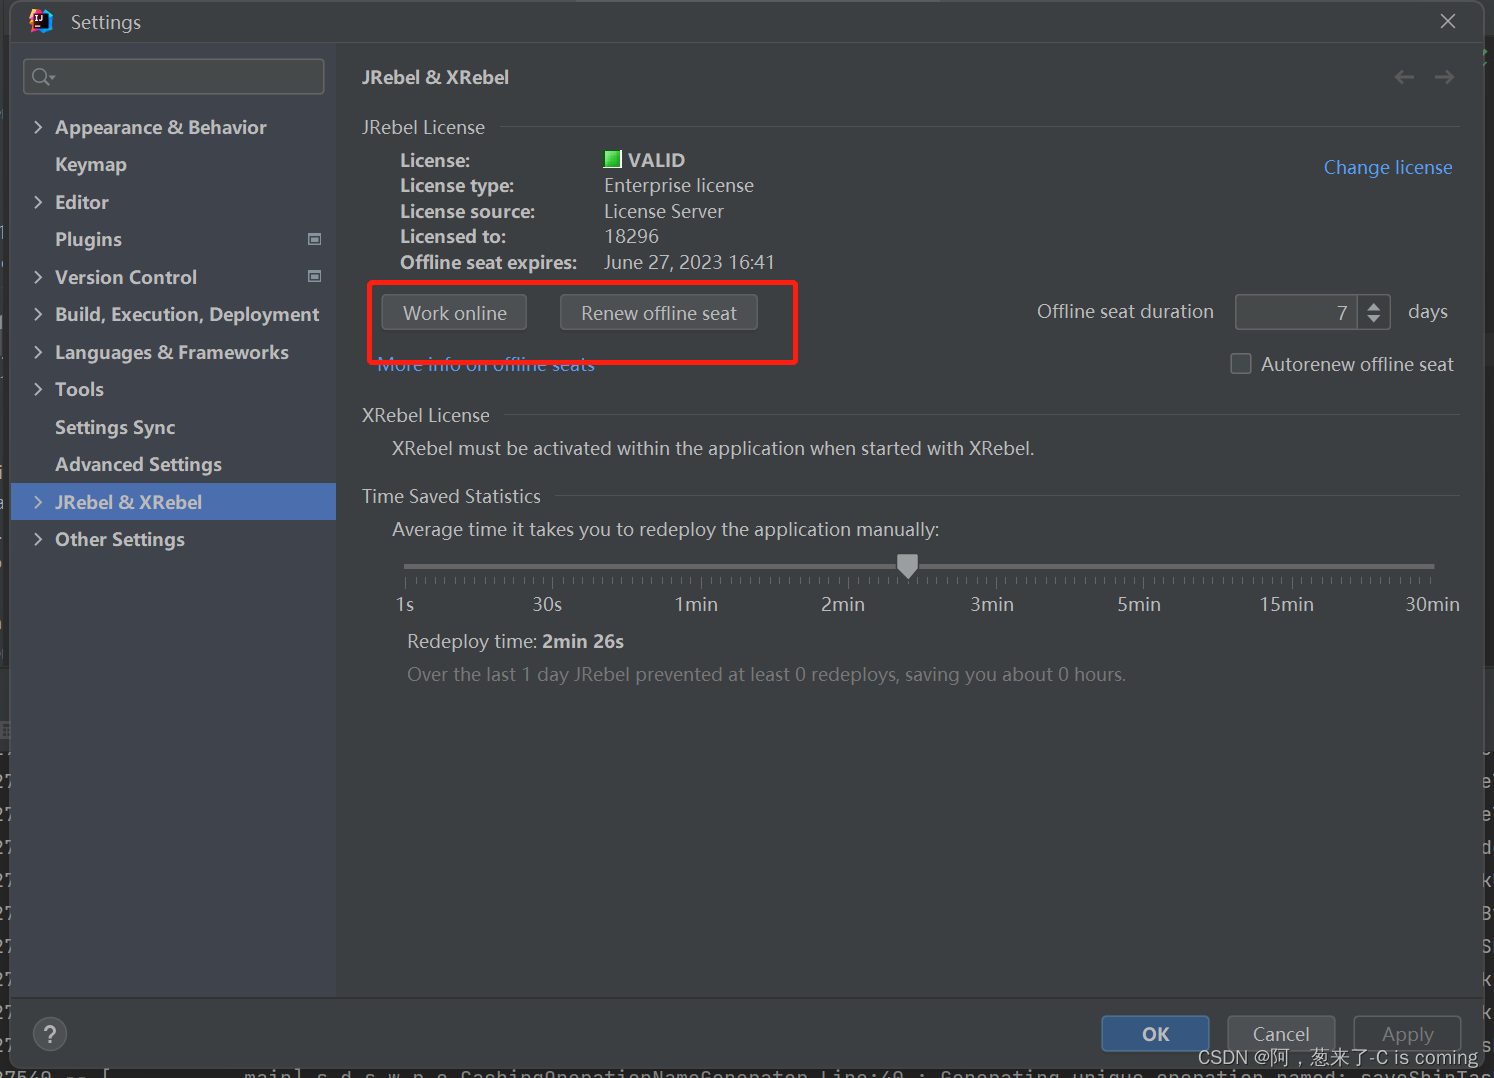 Settings
JRebel & XRebel
Appearance & Behavior
Keymap
Editor
Plugins
Version Control
Build, Execution, Deployment
Languages & Frameworks
Tools
Settings Sync
Advanced Settings
JRebel & XRebel
Other Settings
JRebel License
License: VALID
Change license
License type: Enterprise license
License source: License Server
Licensed to: 18296
Offline seat expires: June 27, 2023 16:41
Work online Renew offline seat
Offline seat duration 7 days
More info on offline seats
Autorenew offline seat
XRebel License
XRebel must be activated within the application when started with XRebel.
Time Saved Statistics
Average time it takes you to redeploy the application manually:
1s 30s 1min 2min 3min 5min 15min 30min
Redeploy time: 2min 26s
Over the last 1 day JRebel prevented at least 0 redeploys, saving you about 0 hours.
?
OK Cancel Apply
CSDN @阿，葱来了-C is coming